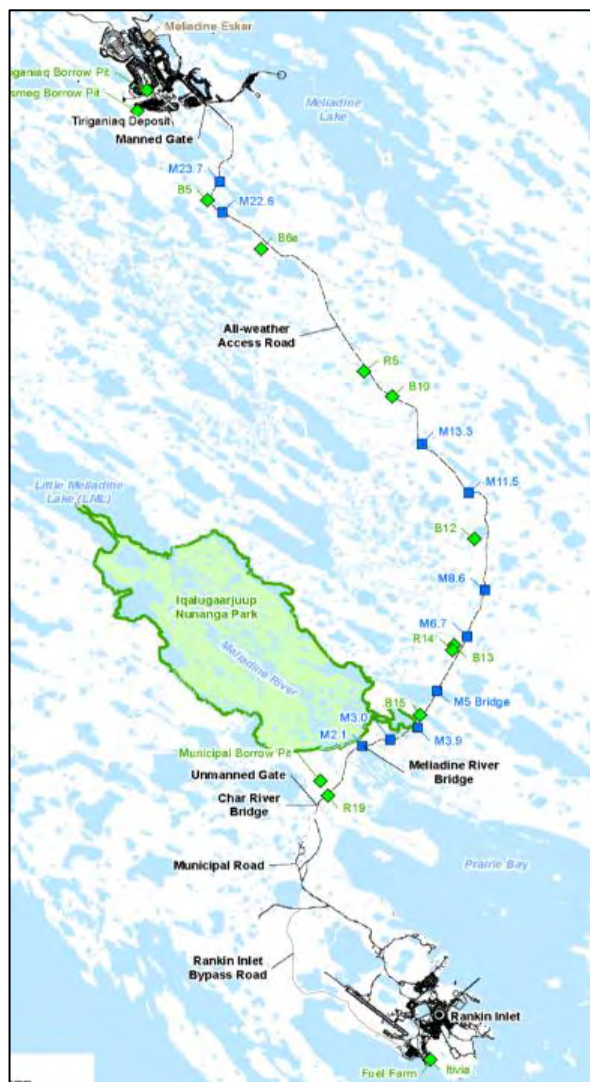 Meliadine Esker
iganiaq Borrow Pit
smeg Borrow Pit
Tiriganiaq Deposit
Manned Gate
Meliadine
Lake
M23.7
B5
M22.6
B6a
All-weather
Access Road
R5
B10
M13.3
M11.5
Little Meliadine
Lake (LML)
B12
M8.6
Iqalugaarjuup
Nunanga Park
Meliadine River
M6.7
R14
B13
M5 Bridge
B15
M3.0
M2.1
M3.9
Municipal Borrow Pit
Meliadine River
Bridge
Unmanned Gate
Char River
Bridge
R19
Municipal Road
Prairie Bay
Rankin Inlet
Bypass Road
Rankin Inlet
Fuel Farm
Itivia